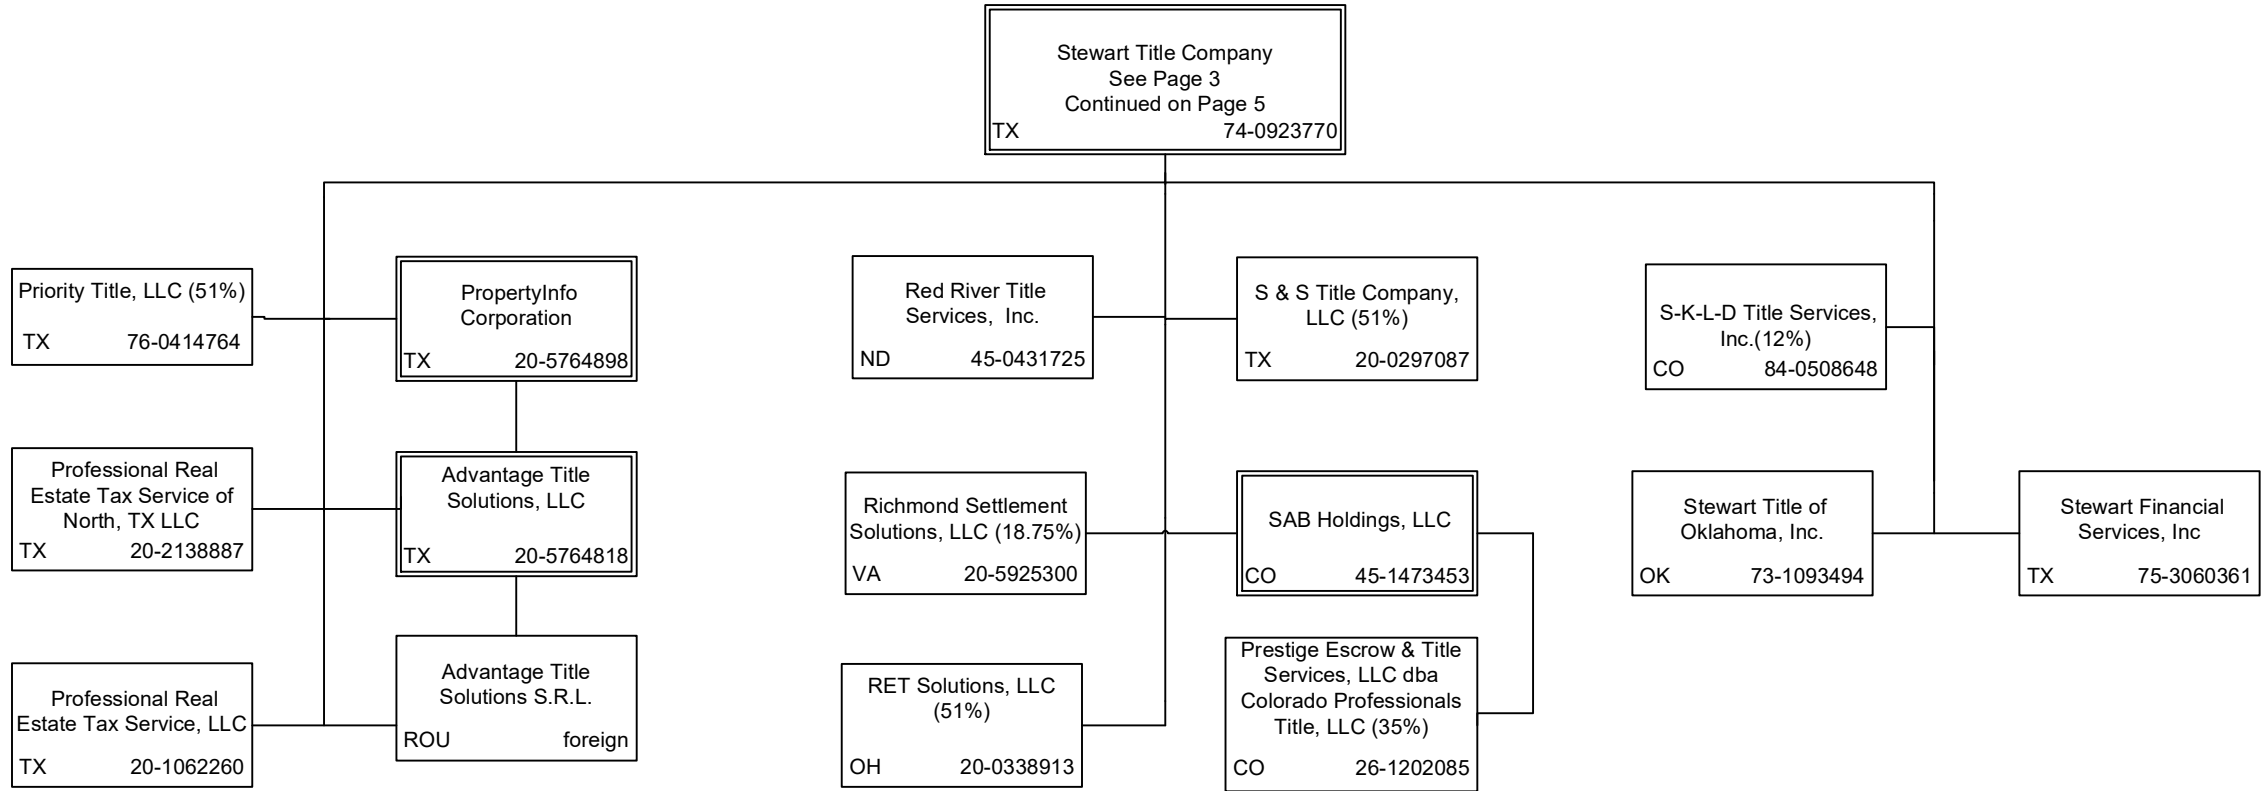 Stewart Title Company
See Page 3
Continued on Page 5
TX 74-0923770
Priority Title, LLC (51%)
TX 76-0414764
PropertyInfo
Corporation
TX 20-5764898
Red River Title
Services, Inc.
ND 45-0431725
S & S Title Company,
LLC (51%)
TX 20-0297087
S-K-L-D Title Services,
Inc.(12%)
CO 84-0508648
Professional Real
Estate Tax Service of
North, TX LLC
TX 20-2138887
Advantage Title
Solutions, LLC
TX 20-5764818
Richmond Settlement
Solutions, LLC (18.75%)
VA 20-5925300
SAB Holdings, LLC
CO 45-1473453
Stewart Title of
Oklahoma, Inc.
OK 73-1093494
Stewart Financial
Services, Inc
TX 75-3060361
Professional Real
Estate Tax Service, LLC
TX 20-1062260
Advantage Title
Solutions S.R.L.
ROU foreign
RET Solutions, LLC
(51%)
OH 20-0338913
Prestige Escrow & Title
Services, LLC dba
Colorado Professionals
Title, LLC (35%)
CO 26-1202085